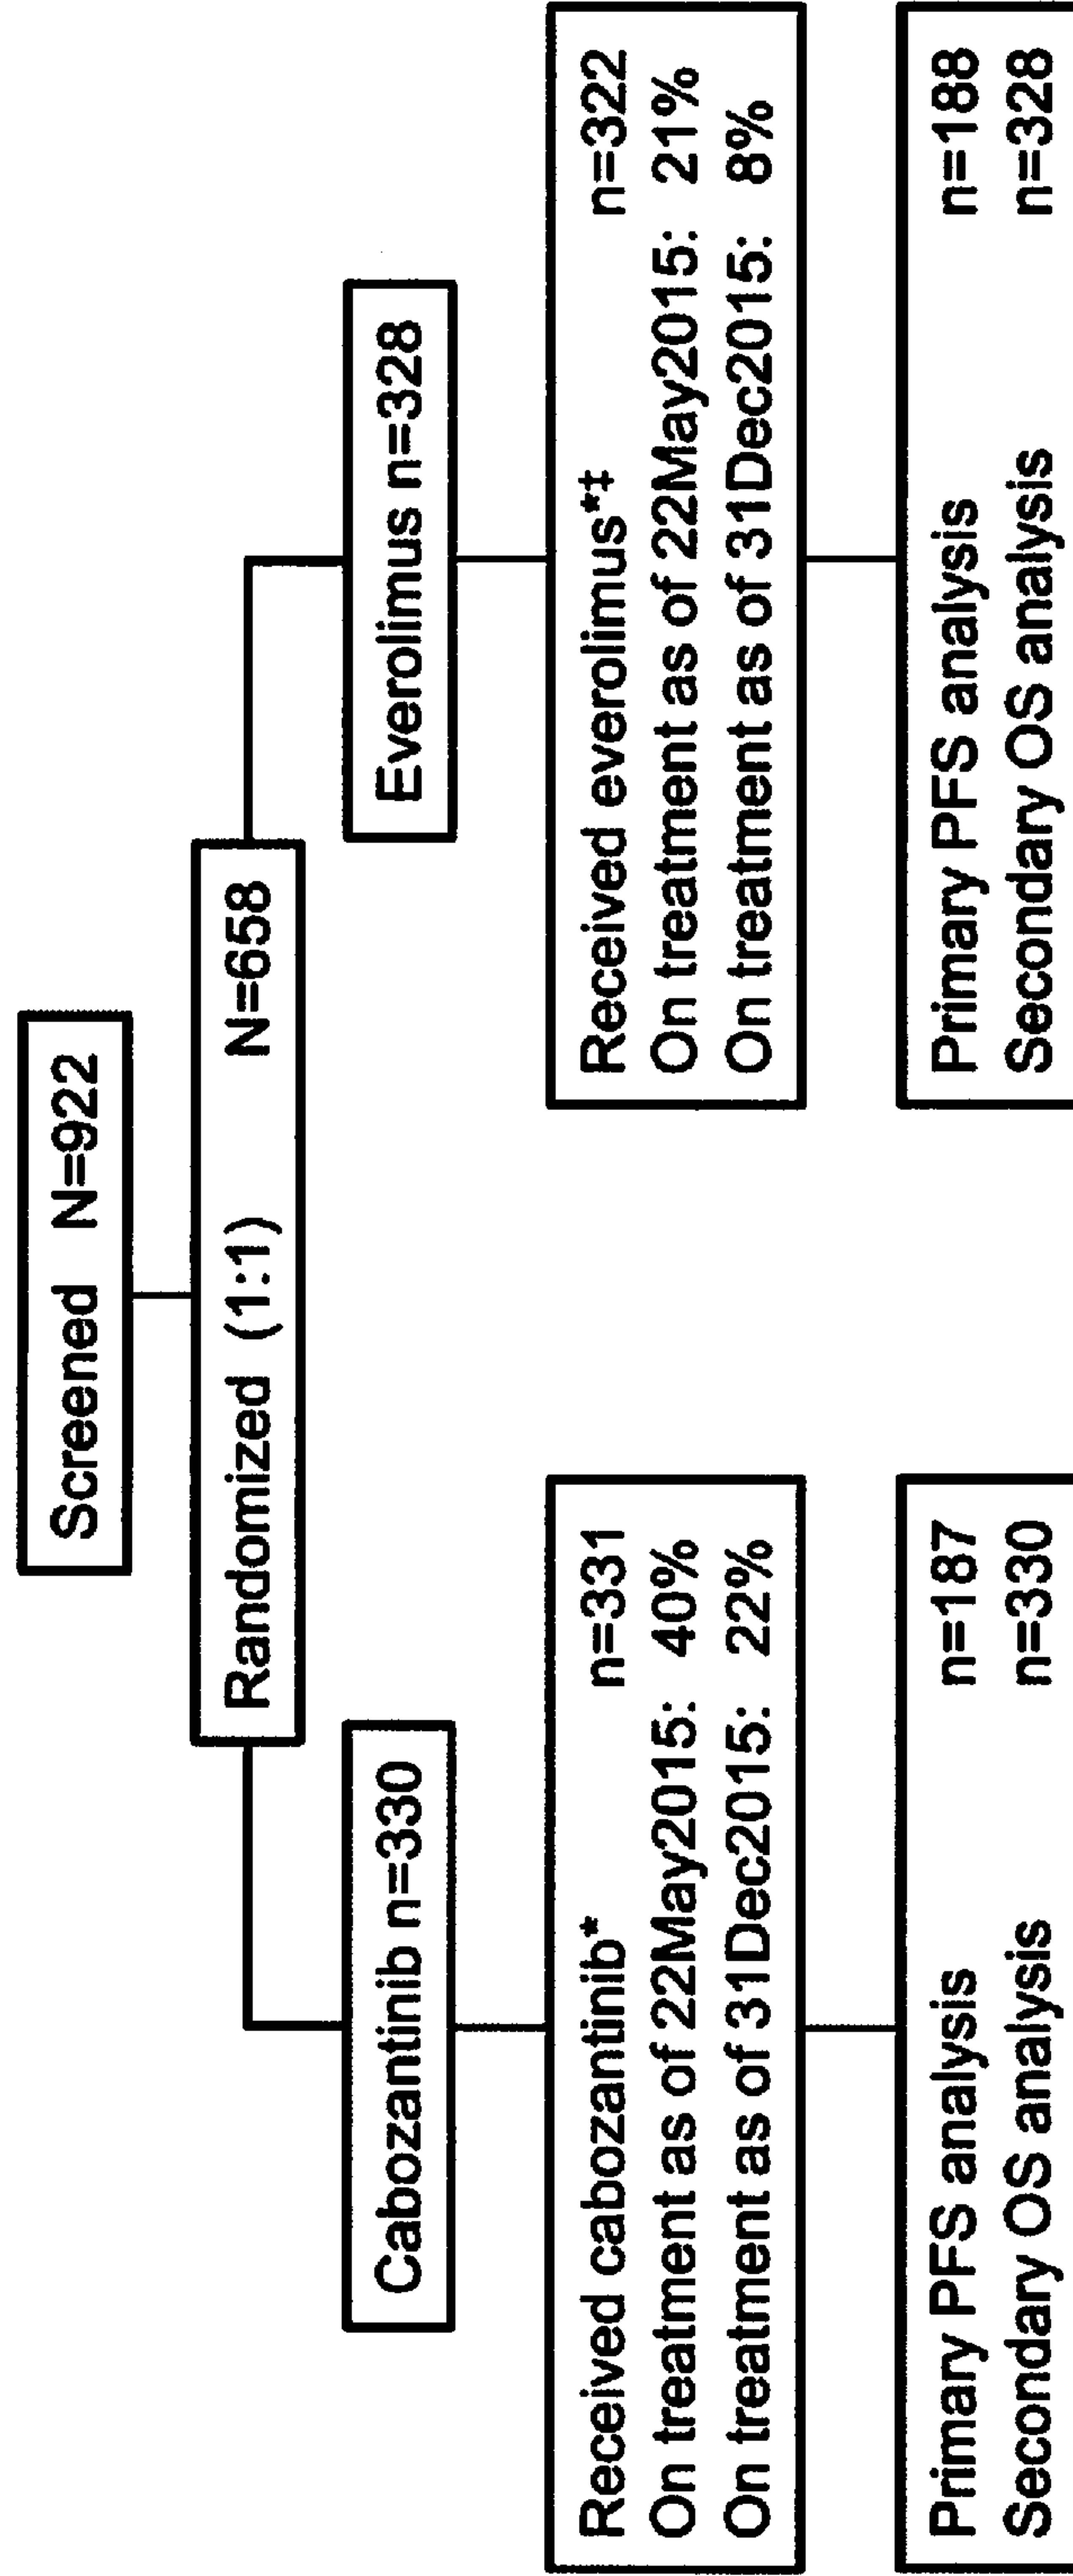 Screened N=922
Randomized (1:1) N=658
Cabozantinib n=330
Everolimus n=328
Received cabozantinib* n=331
On treatment as of 22May2015: 40%
On treatment as of 31Dec2015: 22%
Received everolimus*‡ n=322
On treatment as of 22May2015: 21%
On treatment as of 31Dec2015: 8%
Primary PFS analysis n=187
Secondary OS analysis n=330
Primary PFS analysis n=188
Secondary OS analysis n=328